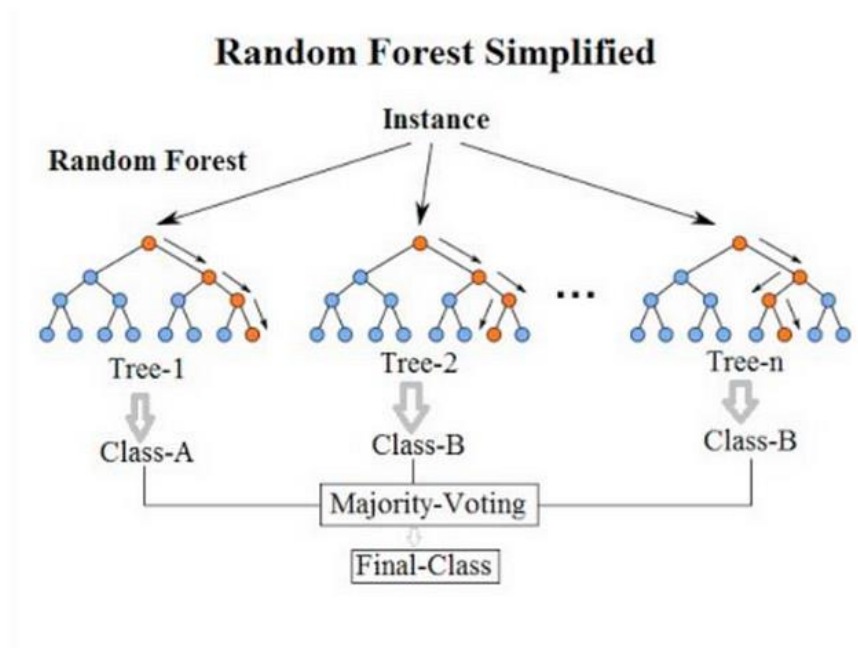 Random Forest Simplified
Instance
Random Forest
...
Tree-1
Tree-2
Tree-n
Class-A
Class-B
Class-B
Majority-Voting
Final-Class